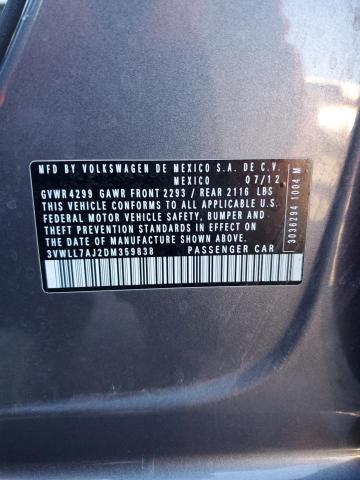 MFD BY VOLKSWAGEN DE MEXICO S.A. DE C.V.
MEXICO 07/12
GVWR 4299 GAWR FRONT 2293 / REAR 2116 LBS
THIS VEHICLE CONFORMS TO ALL APPLICABLE U.S.
FEDERAL MOTOR VEHICLE SAFETY, BUMPER AND
THEFT PREVENTION STANDARDS IN EFFECT ON
THE DATE OF MANUFACTURE SHOWN ABOVE.
3VWLL7AJ2DM359838 PASSENGER CAR
3036294 1004 M